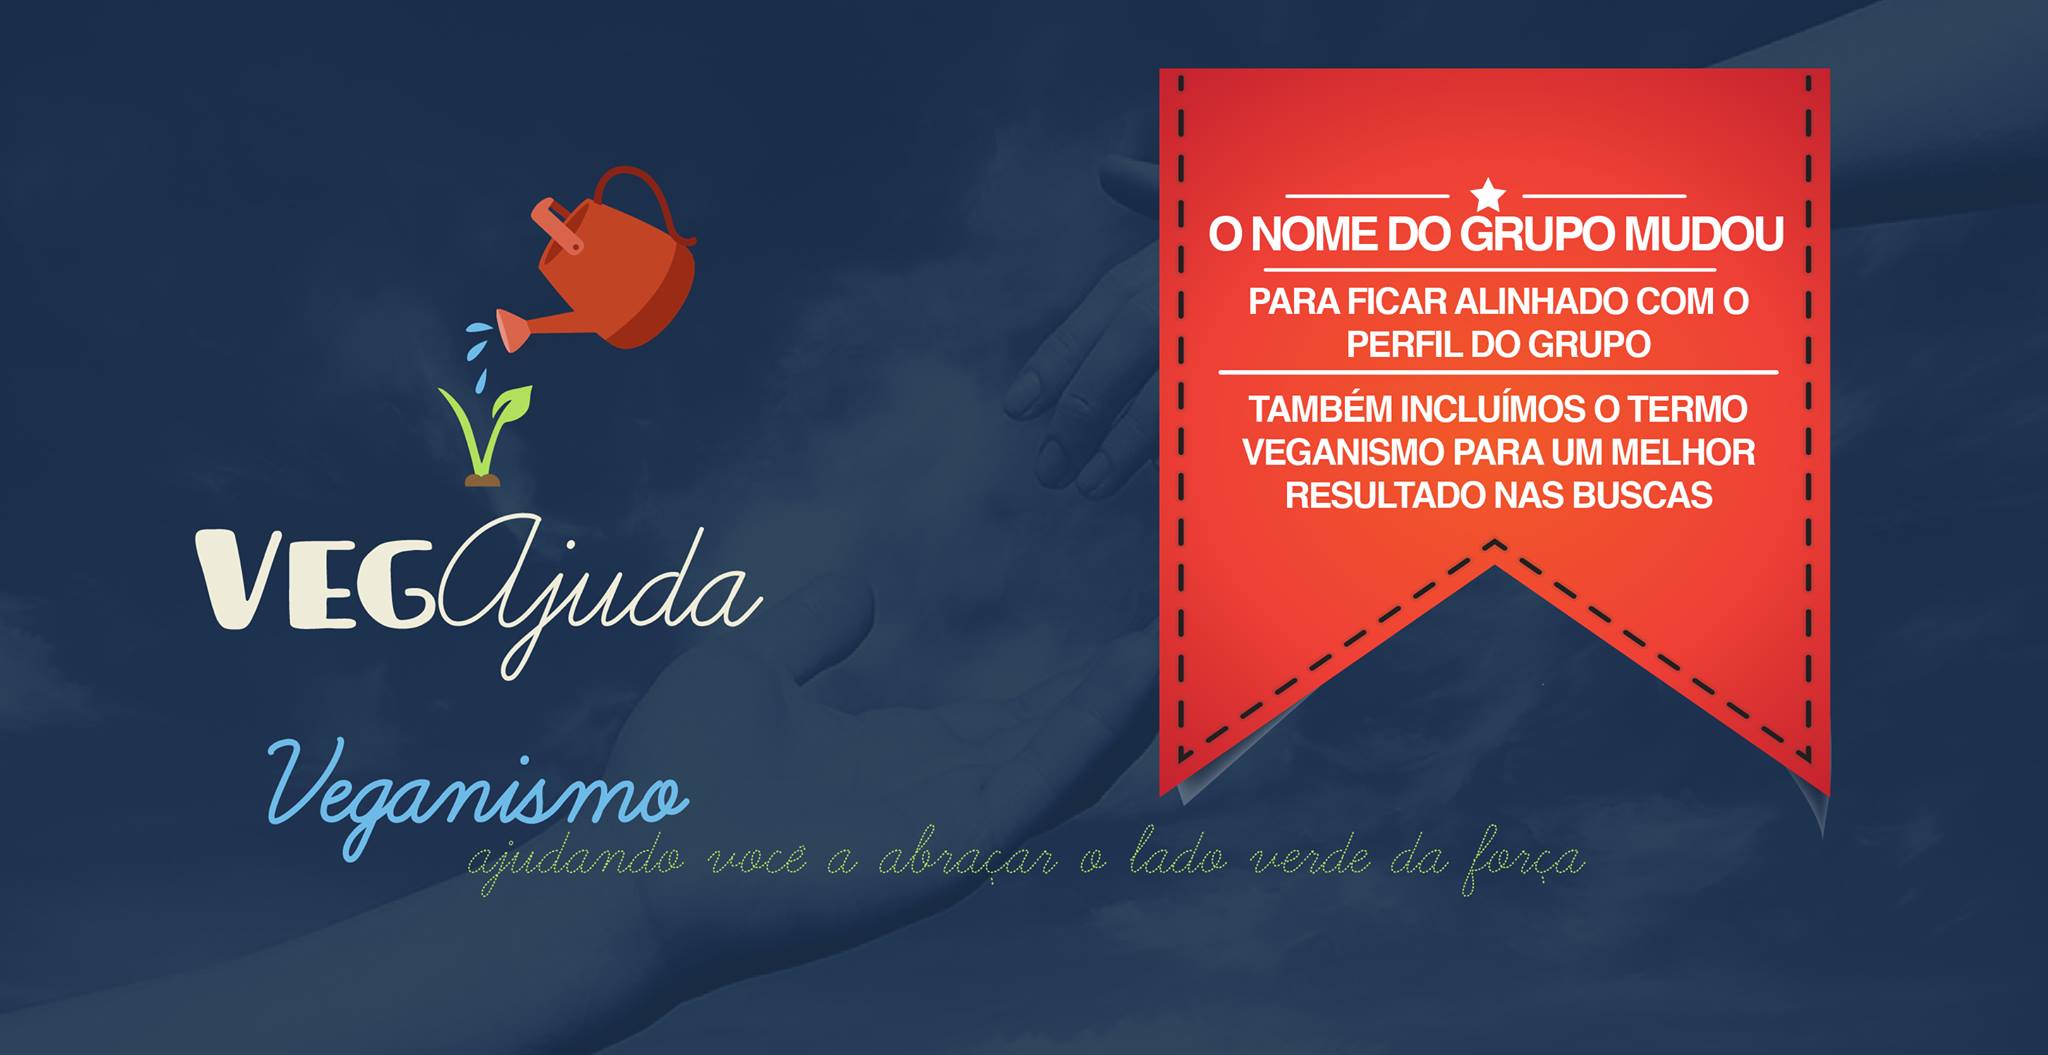 VEGAjuda
Veganismo
ajudando você a abraçar o lado verde da força
O NOME DO GRUPO MUDOU
PARA FICAR ALINHADO COM O
PERFIL DO GRUPO
TAMBÉM INCLUÍMOS O TERMO
VEGANISMO PARA UM MELHOR
RESULTADO NAS BUSCAS